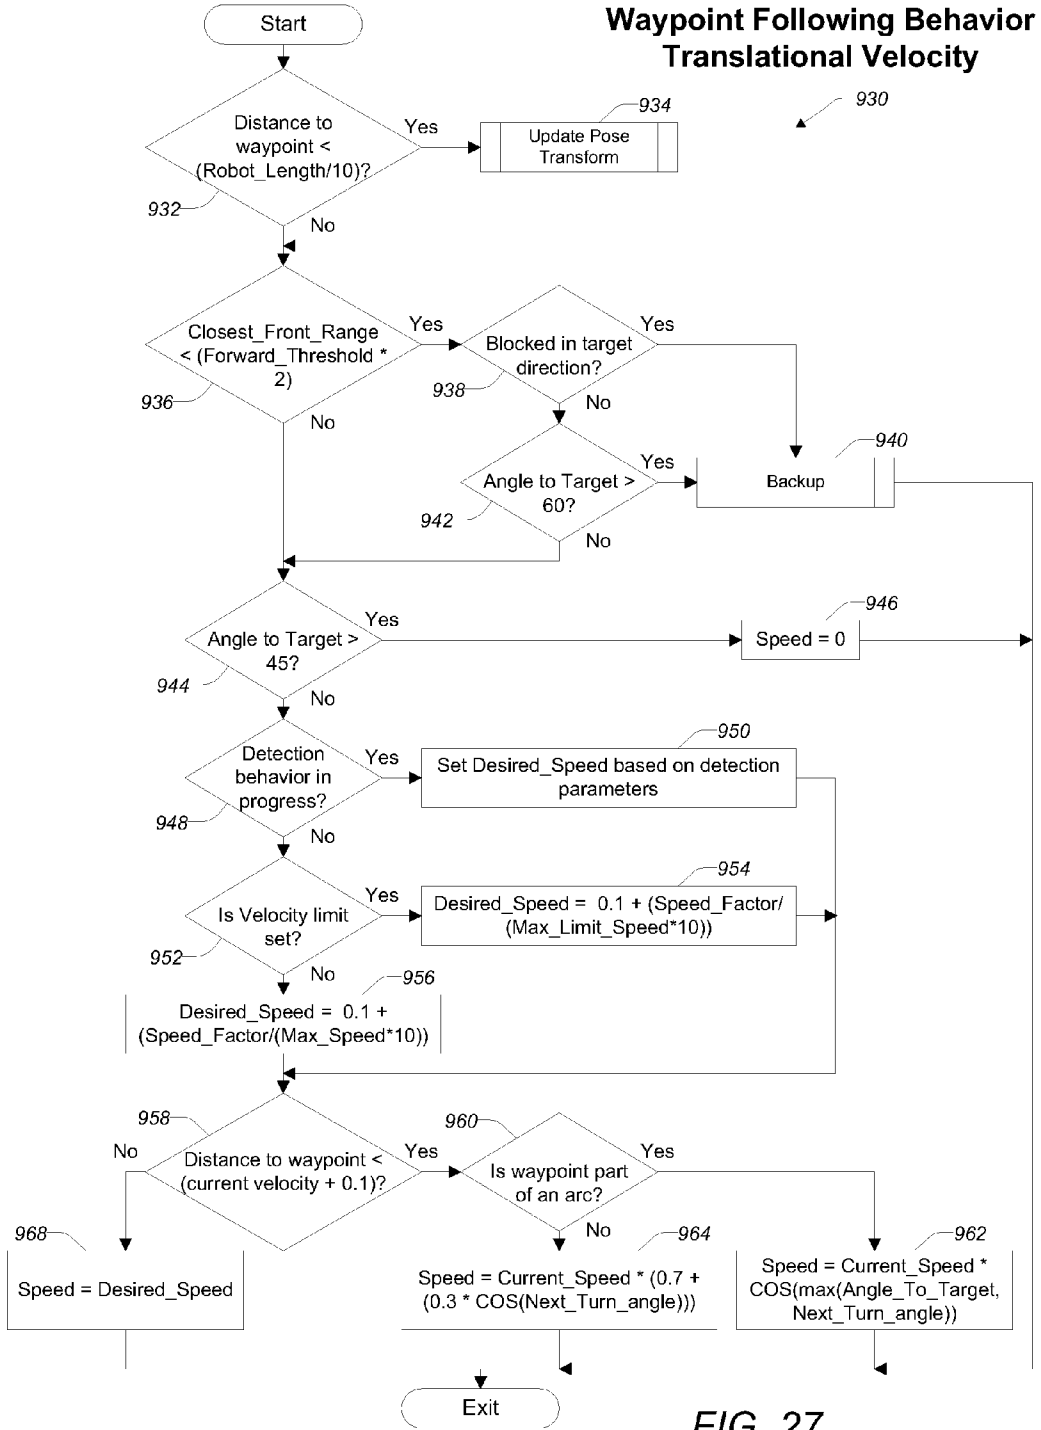 Waypoint Following Behavior
Translational Velocity
Start
930
934
Distance to
waypoint <
(Robot_Length/10)?
Yes
Update Pose
Transform
932
No
Closest_Front_Range
< (Forward_Threshold *
2)
Yes
Blocked in target
direction?
Yes
936
938
No
No
940
Angle to Target >
60?
Yes
Backup
942
No
946
Angle to Target >
45?
Yes
Speed = 0
944
No
950
Detection
behavior in
progress?
Yes
Set Desired_Speed based on detection
parameters
948
No
954
Is Velocity limit
set?
Yes
Desired_Speed = 0.1 + (Speed_Factor/
(Max_Limit_Speed*10))
952
No
956
Desired_Speed = 0.1 +
(Speed_Factor/(Max_Speed*10))
958
960
No
Distance to waypoint <
(current velocity + 0.1)?
Yes
Is waypoint part
of an arc?
Yes
No
968
964
962
Speed = Desired_Speed
Speed = Current_Speed * (0.7 +
(0.3 * COS(Next_Turn_angle)))
Speed = Current_Speed *
COS(max(Angle_To_Target,
Next_Turn_angle))
Exit
FIG. 27